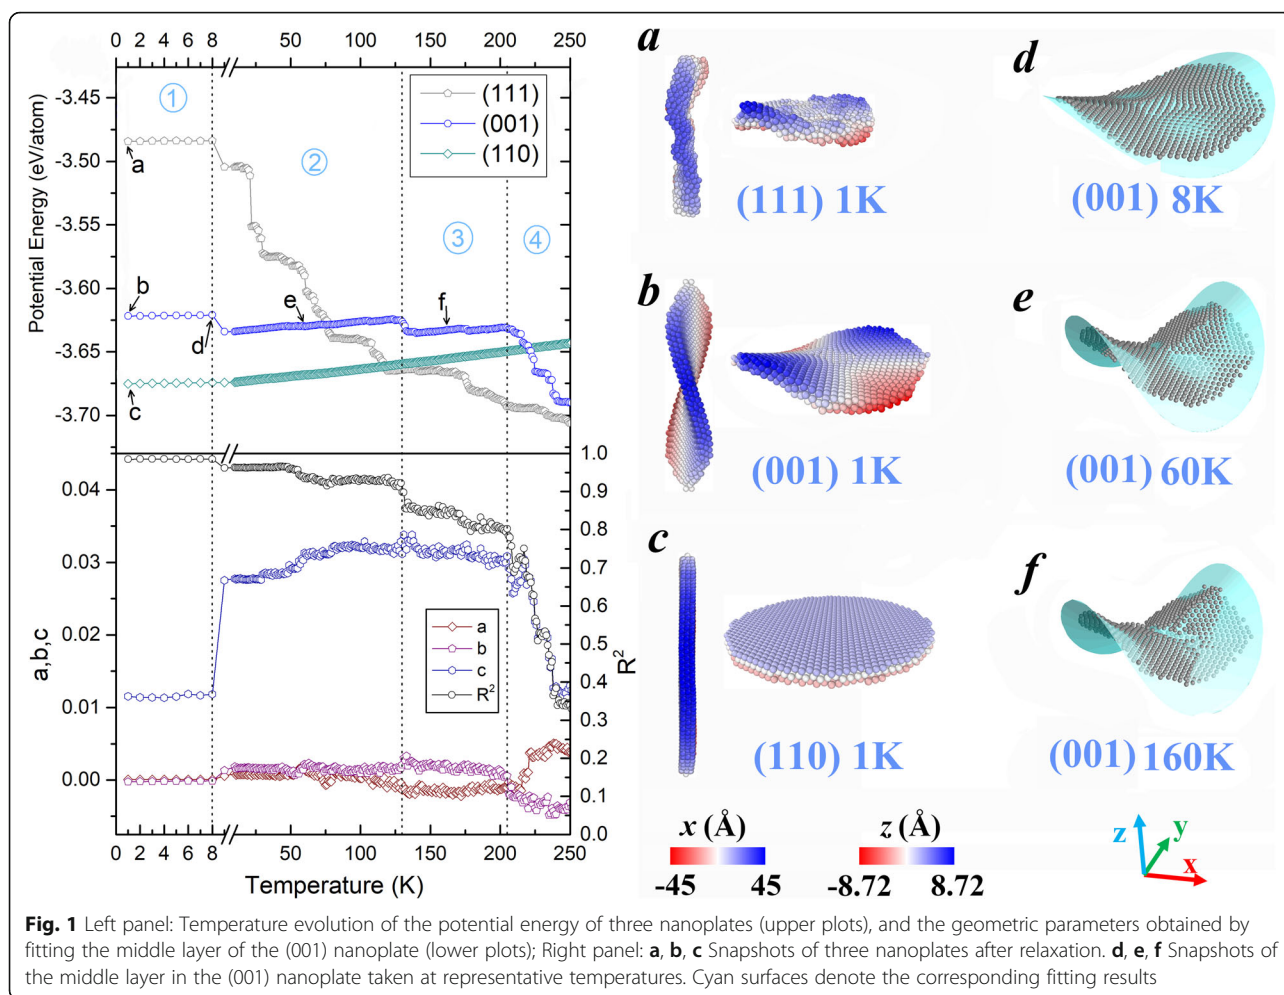 0 2 4 6 8 50 100 150 200 250
-3.45
-3.50
-3.55
-3.60
-3.65
-3.70
Potential Energy (eV/atom)
① ② ③ ④
(111)
(001)
(110)
a
b
c
d
e
f
0.04
0.03
0.02
0.01
0.00
a,b,c
1.0
0.9
0.8
0.7
0.6
0.5
0.4
0.3
0.2
0.1
0.0
R²
a
b
c
R²
0 2 4 6 8 50 100 150 200 250
Temperature (K)
a
(111) 1K
b
(001) 1K
c
(110) 1K
d
(001) 8K
e
(001) 60K
f
(001) 160K
x (Å)
-45 45
z (Å)
-8.72 8.72
z y x
Fig. 1 Left panel: Temperature evolution of the potential energy of three nanoplates (upper plots), and the geometric parameters obtained by
fitting the middle layer of the (001) nanoplate (lower plots); Right panel: a, b, c Snapshots of three nanoplates after relaxation. d, e, f Snapshots of
the middle layer in the (001) nanoplate taken at representative temperatures. Cyan surfaces denote the corresponding fitting results